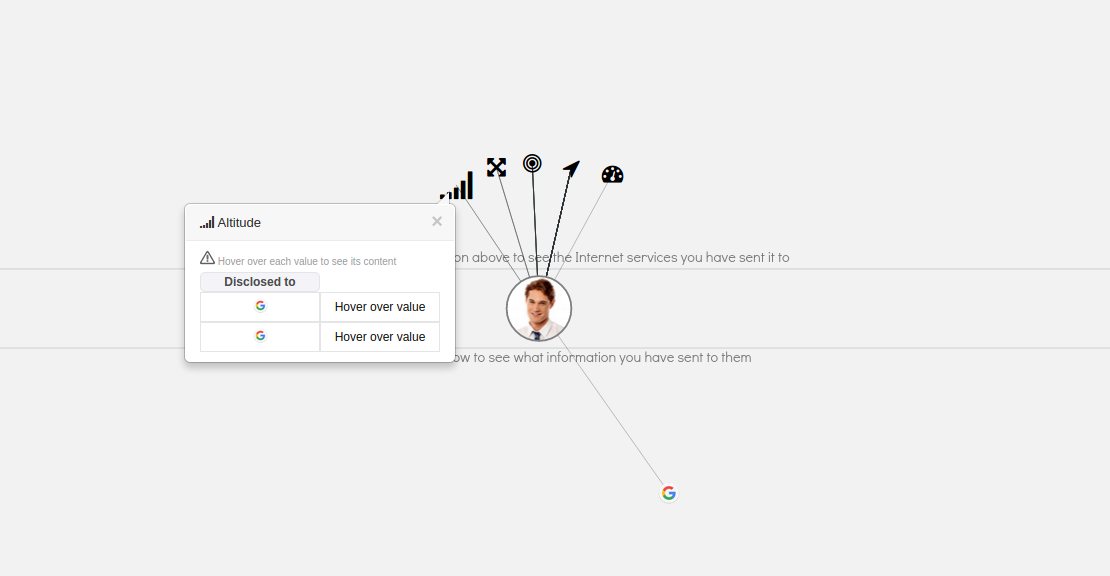 Altitude
×
Hover over each value to see its content
Disclosed to
Hover over value
Hover over value
on above to see the Internet services you have sent it to
ow to see what information you have sent to them